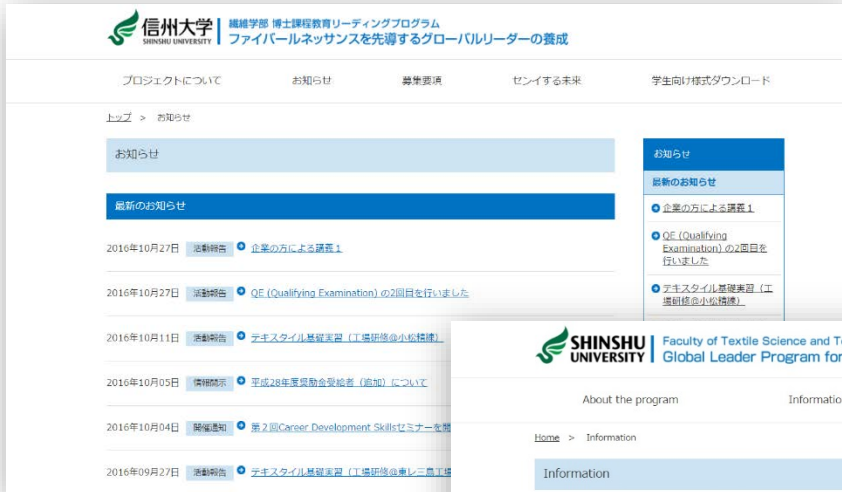 信州大学
SHINSHU UNIVERSITY
繊維学部 博士課程教育リーディングプログラム
ファイバールネッサンスを先導するグローバルリーダーの養成
プロジェクトについて
お知らせ
募集要項
センイする未来
学生向け様式ダウンロード
トップ > お知らせ
お知らせ
最新のお知らせ
2016年10月27日 活動報告 企業の方による講義1
2016年10月27日 活動報告 QE (Qualifying Examination) の2回目を行いました
2016年10月11日 活動報告 テキスタイル基礎実習（工場研修@小松精練）
2016年10月05日 情報開示 平成28年度奨励金受給者（追加）について
2016年10月04日 開催通知 第2回Career Development Skillsセミナーを開
2016年09月27日 活動報告 テキスタイル基礎実習（工場研修@東レ三島工場
お知らせ
最新のお知らせ
企業の方による講義1
QE (Qualifying
Examination) の2回目を
行いました
テキスタイル基礎実習（工
場研修@小松精練）
SHINSHU
UNIVERSITY
Faculty of Textile Science and Te
Global Leader Program for
About the program
Informatio
Home > Information
Information